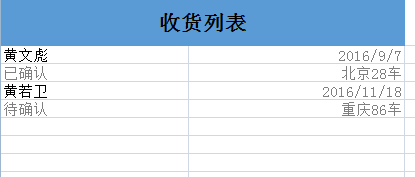 收货列表
黄文彪 2016/9/7
已确认 北京28车
黄若卫 2016/11/18
待确认 重庆86车